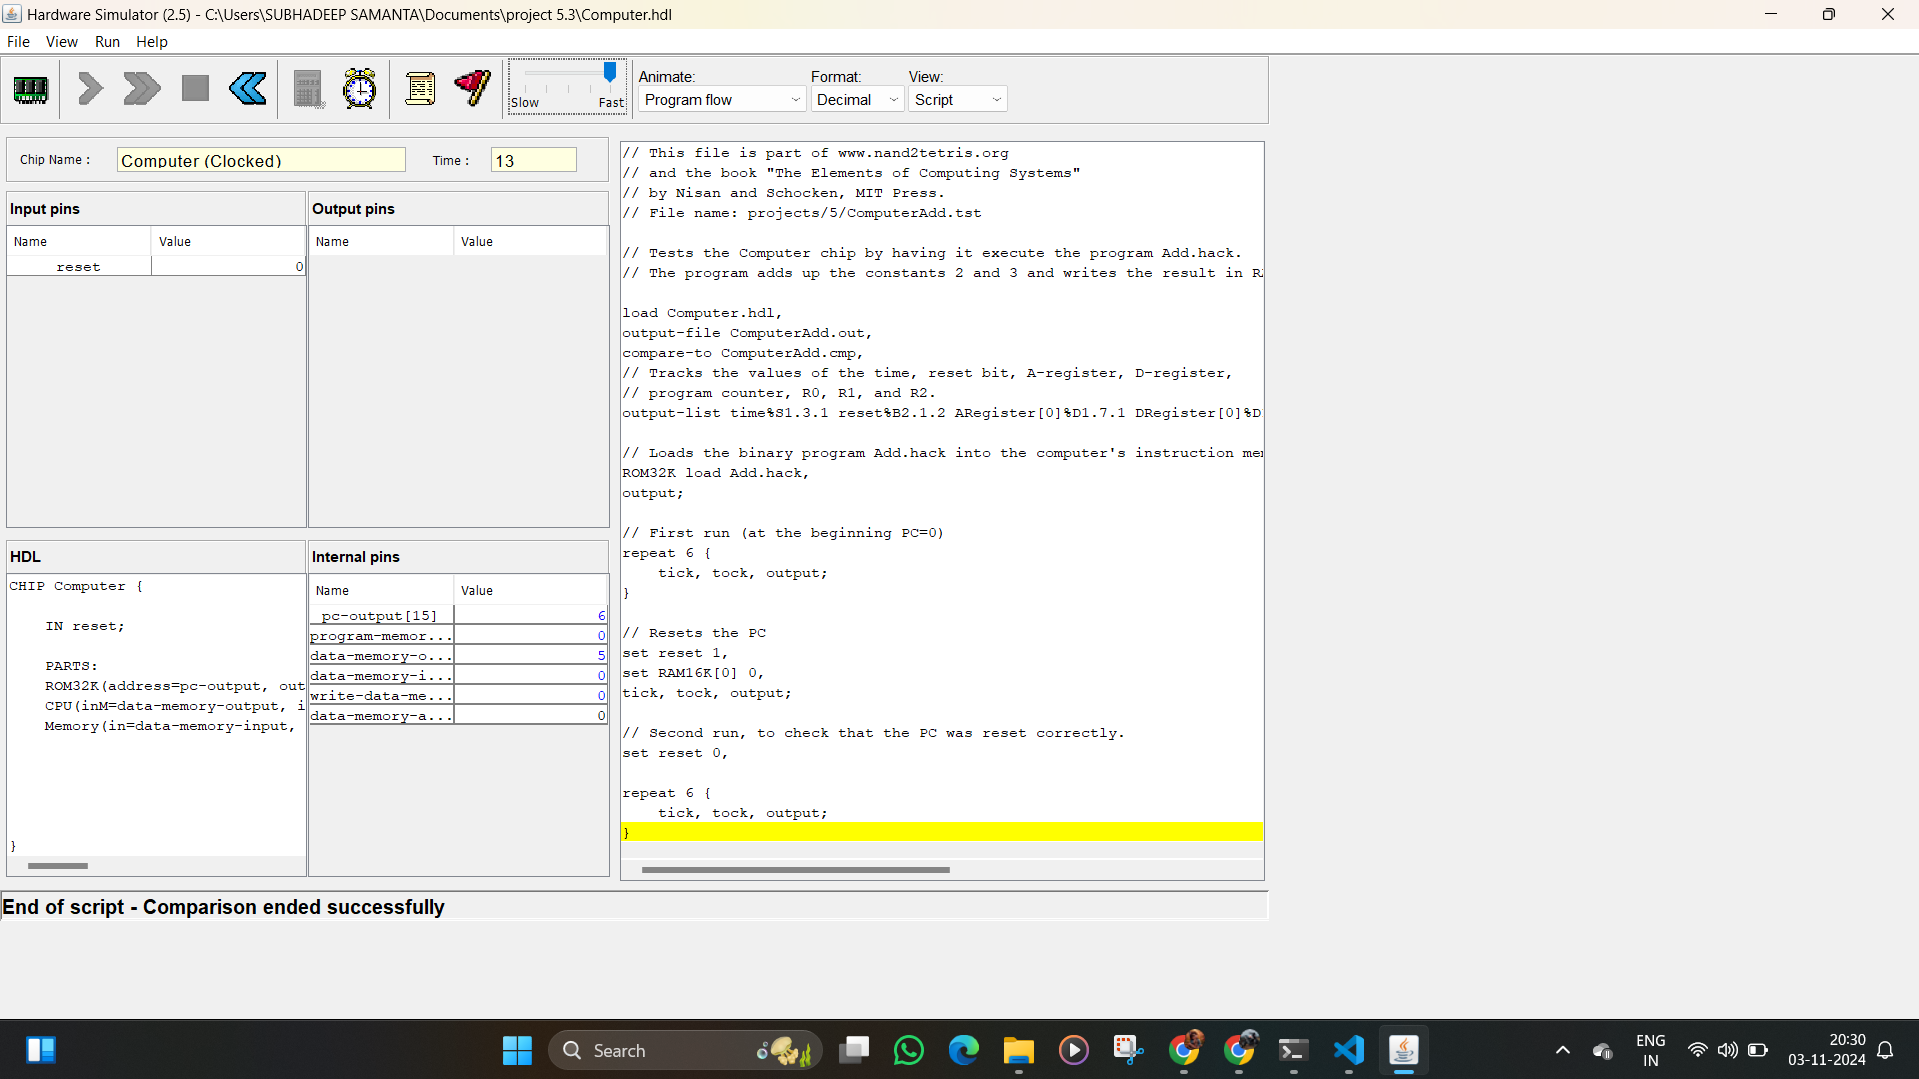 Hardware Simulator (2.5) - C:\Users\SUBHADEEP SAMANTA\Documents\project 5.3\Computer.hdl
File View Run Help
Slow Fast
Animate: Format: View:
Program flow Decimal Script
Chip Name : Computer (Clocked) Time : 13
Input pins
Name Value
reset 0
Output pins
Name Value
HDL
CHIP Computer {
IN reset;
PARTS:
ROM32K(address=pc-output, out
CPU(inM=data-memory-output, i
Memory(in=data-memory-input,
}
Internal pins
Name Value
pc-output[15] 6
program-memor... 0
data-memory-o... 5
data-memory-i... 0
write-data-me... 0
data-memory-a... 0
// This file is part of www.nand2tetris.org
// and the book "The Elements of Computing Systems"
// by Nisan and Schocken, MIT Press.
// File name: projects/5/ComputerAdd.tst
// Tests the Computer chip by having it execute the program Add.hack.
// The program adds up the constants 2 and 3 and writes the result in RA
load Computer.hdl,
output-file ComputerAdd.out,
compare-to ComputerAdd.cmp,
// Tracks the values of the time, reset bit, A-register, D-register,
// program counter, R0, R1, and R2.
output-list time%S1.3.1 reset%B2.1.2 ARegister[0]%D1.7.1 DRegister[0]%D
// Loads the binary program Add.hack into the computer's instruction mem
ROM32K load Add.hack,
output;
// First run (at the beginning PC=0)
repeat 6 {
tick, tock, output;
}
// Resets the PC
set reset 1,
set RAM16K[0] 0,
tick, tock, output;
// Second run, to check that the PC was reset correctly.
set reset 0,
repeat 6 {
tick, tock, output;
}
End of script - Comparison ended successfully
Search
ENG
IN
20:30
03-11-2024